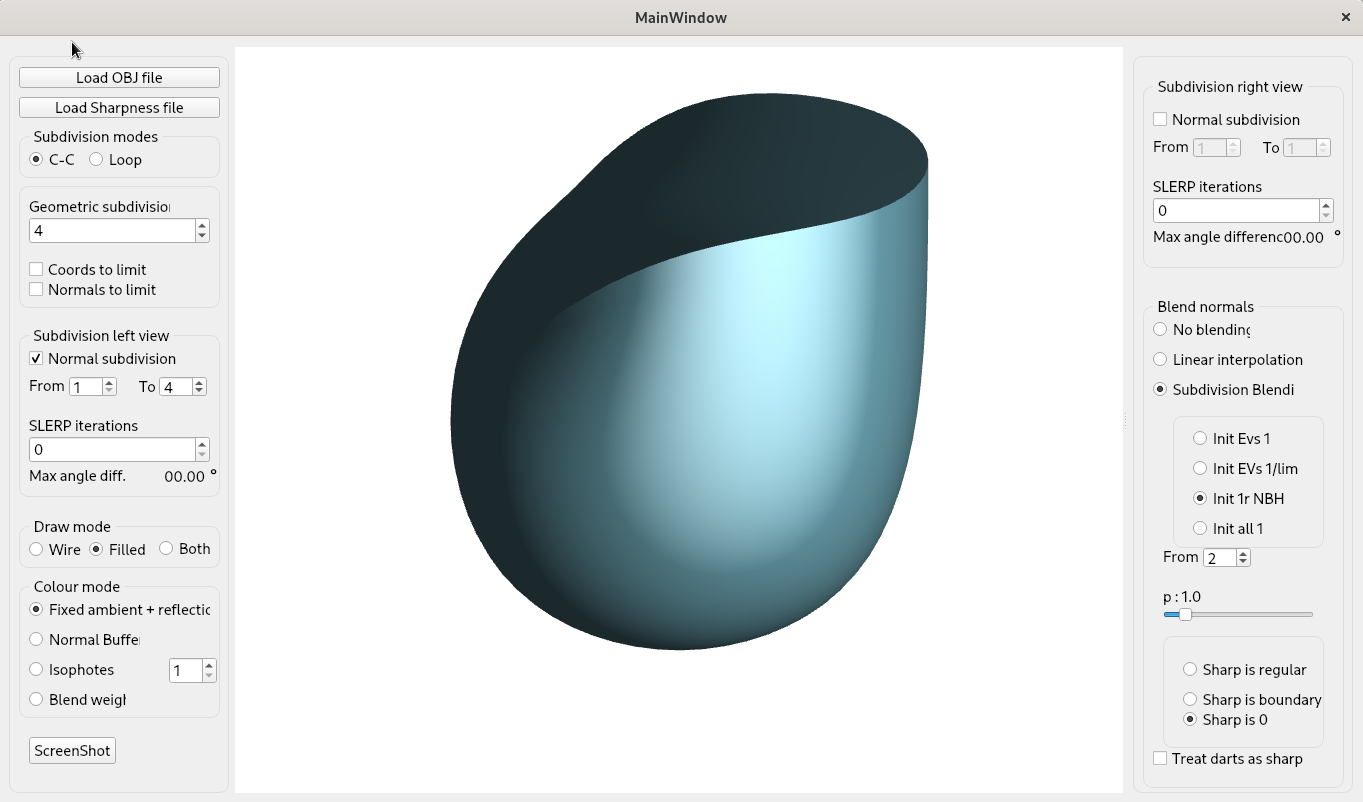 MainWindow
Load OBJ file
Load Sharpness file
Subdivision modes
C-C Loop
Geometric subdivisio
4
Coords to limit
Normals to limit
Subdivision left view
Normal subdivision
From 1 To 4
SLERP iterations
0
Max angle diff. 00.00 °
Draw mode
Wire Filled Both
Colour mode
Fixed ambient + reflectic
Normal Buffe
Isophotes 1
Blend weigh
ScreenShot
Subdivision right view
Normal subdivision
From 1 To 1
SLERP iterations
0
Max angle differenc00.00 °
Blend normals
No blending
Linear interpolation
Subdivision Blendi
Init Evs 1
Init EVs 1/lim
Init 1r NBH
Init all 1
From 2
p : 1.0
Sharp is regular
Sharp is boundary
Sharp is 0
Treat darts as sharp